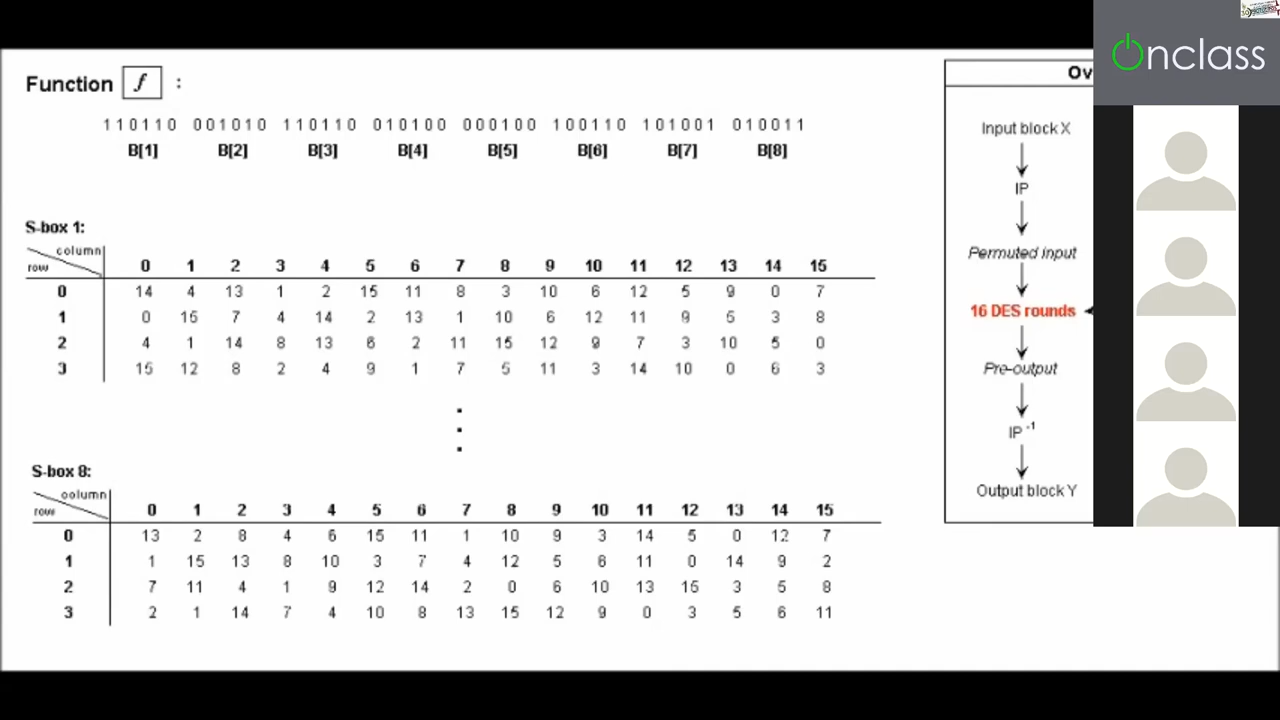 Onclass
Function f :
110110 001010 110110 010100 000100 100110 101001 010011
B[1] B[2] B[3] B[4] B[5] B[6] B[7] B[8]
S-box 1:
column
row
0 1 2 3 4 5 6 7 8 9 10 11 12 13 14 15
0 14 4 13 1 2 15 11 8 3 10 6 12 5 9 0 7
1 0 15 7 4 14 2 13 1 10 6 12 11 9 5 3 8
2 4 1 14 8 13 6 2 11 15 12 9 7 3 10 5 0
3 15 12 8 2 4 9 1 7 5 11 3 14 10 0 6 3
S-box 8:
column
row
0 1 2 3 4 5 6 7 8 9 10 11 12 13 14 15
0 13 2 8 4 6 15 11 1 10 9 3 14 5 0 12 7
1 1 15 13 8 10 3 7 4 12 5 6 11 0 14 9 2
2 7 11 4 1 9 12 14 2 0 6 10 13 15 3 5 8
3 2 1 14 7 4 10 8 13 15 12 9 0 3 5 6 11
Ov
Input block X
IP
Permuted input
16 DES rounds
Pre-output
IP -1
Output block Y